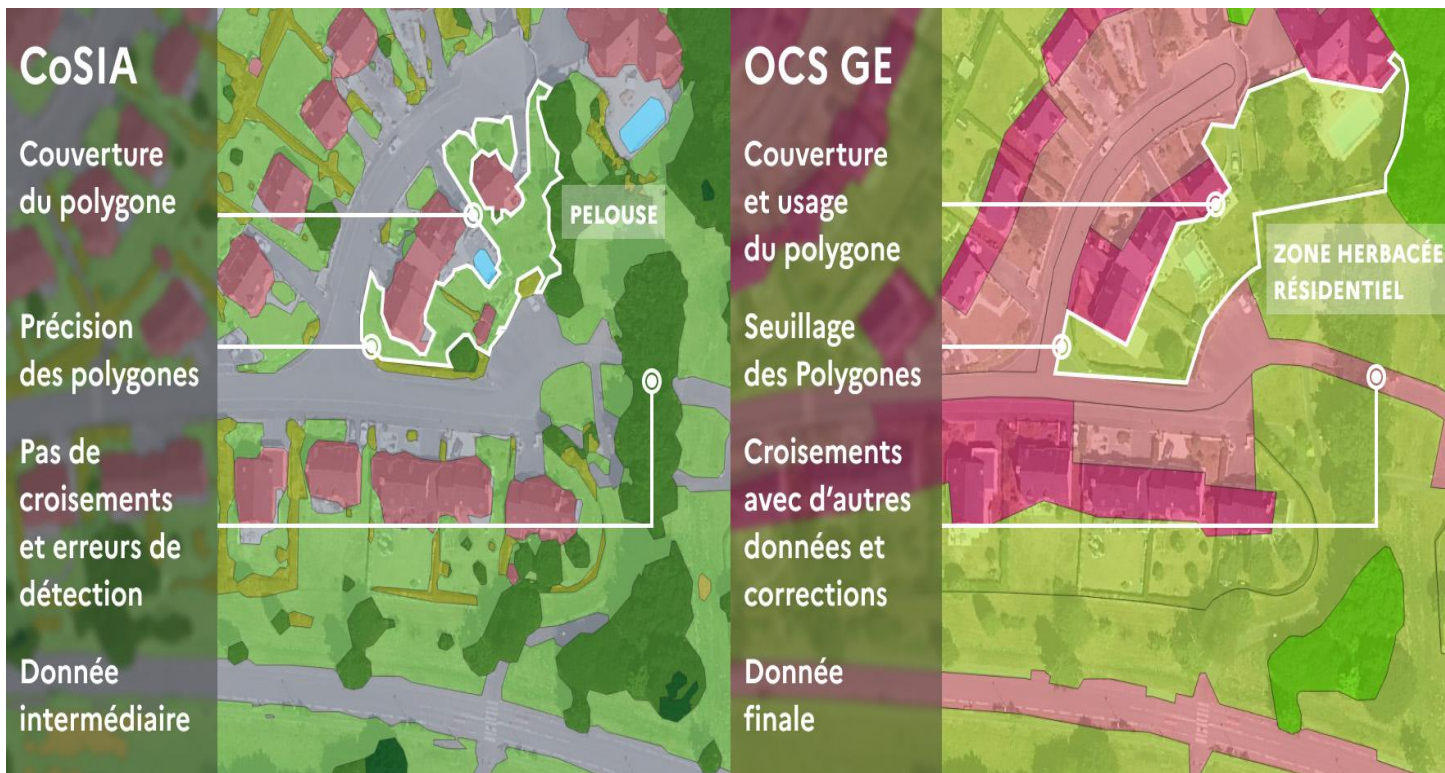 CoSIA
Couverture
du polygone
Précision
des polygones
Pas de
croisements
et erreurs de
détection
Donnée
intermédiaire
PELOUSE
OCS GE
Couverture
et usage
du polygone
Seuillage
des Polygones
Croisements
avec d'autres
données et
corrections
Donnée
finale
ZONE HERBACÉE
RÉSIDENTIEL